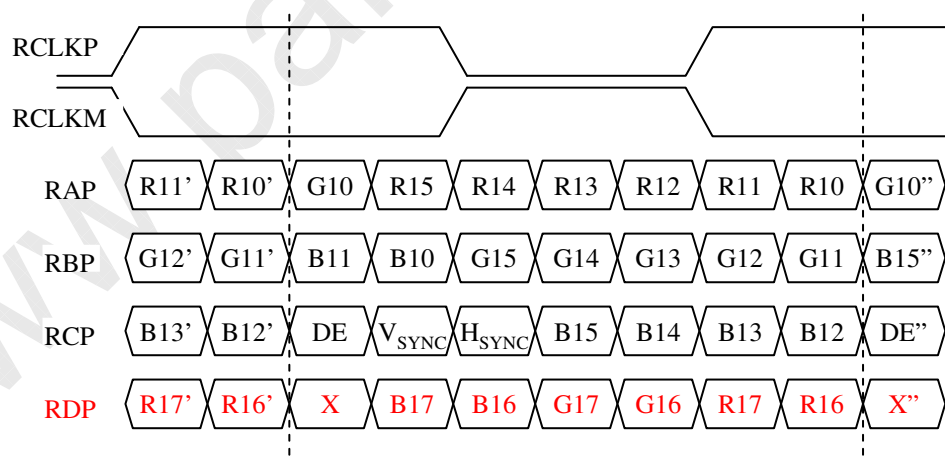 RCLKP
RCLKM
RAP R11’ R10’ G10 R15 R14 R13 R12 R11 R10 G10”
RBP G12’ G11’ B11 B10 G15 G14 G13 G12 G11 B15”
RCP B13’ B12’ DE VSYNC HSYNC B15 B14 B13 B12 DE”
RDP R17’ R16’ X B17 B16 G17 G16 R17 R16 X”